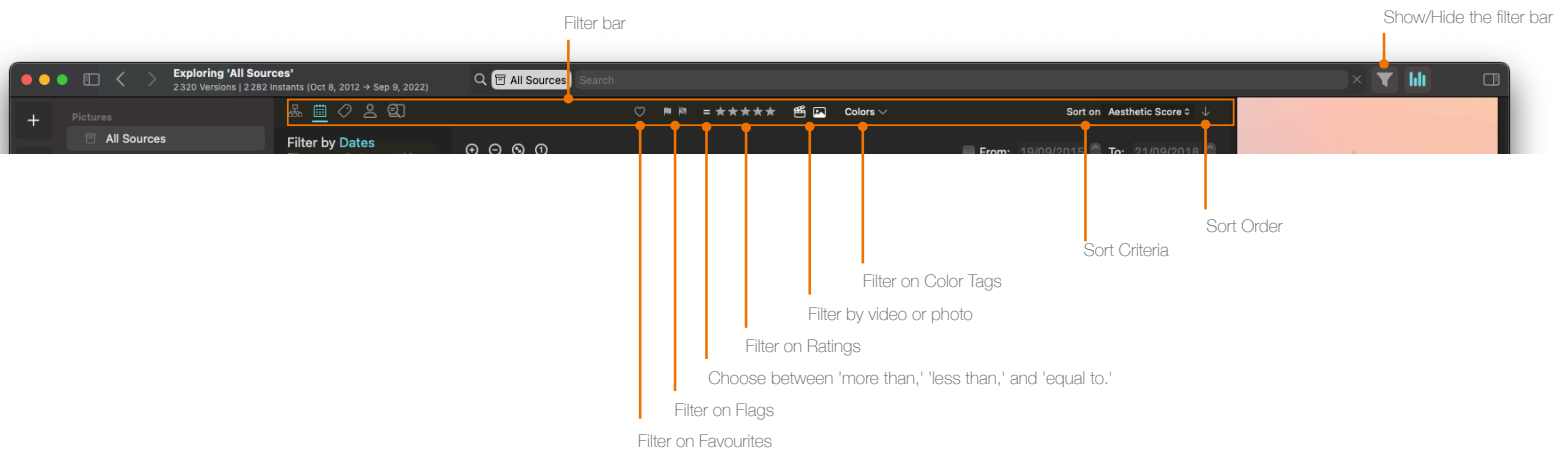 Filter bar
Show/Hide the filter bar
Exploring 'All Sources'
2 320 Versions | 2 282 Instants (Oct 8, 2012 → Sep 9, 2022)
All Sources
Search
Pictures
All Sources
Colors
Sort on Aesthetic Score
Filter by Dates
From: 19/09/2015 To: 21/09/2018
Sort Order
Sort Criteria
Filter on Color Tags
Filter by video or photo
Filter on Ratings
Choose between 'more than,' 'less than,' and 'equal to.'
Filter on Flags
Filter on Favourites